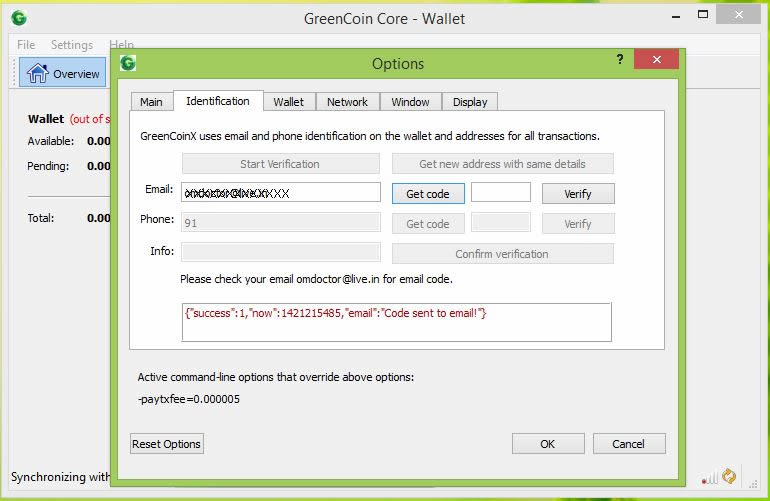 GreenCoin Core - Wallet
File Settings Help
Overview
Options
Main Identification Wallet Network Window Display
Wallet (out of s
Available: 0.00
Pending: 0.00
Total: 0.00
GreenCoinX uses email and phone identification on the wallet and addresses for all transactions.
Start Verification Get new address with same details
Email: Get code Verify
Phone: 91 Get code Verify
Info: Confirm verification
Please check your email omdoctor@live.in for email code.
{"success":1,"now":1421215485,"email":"Code sent to email!"}
Active command-line options that override above options:
-paytxfee=0.000005
Reset Options OK Cancel
Synchronizing with